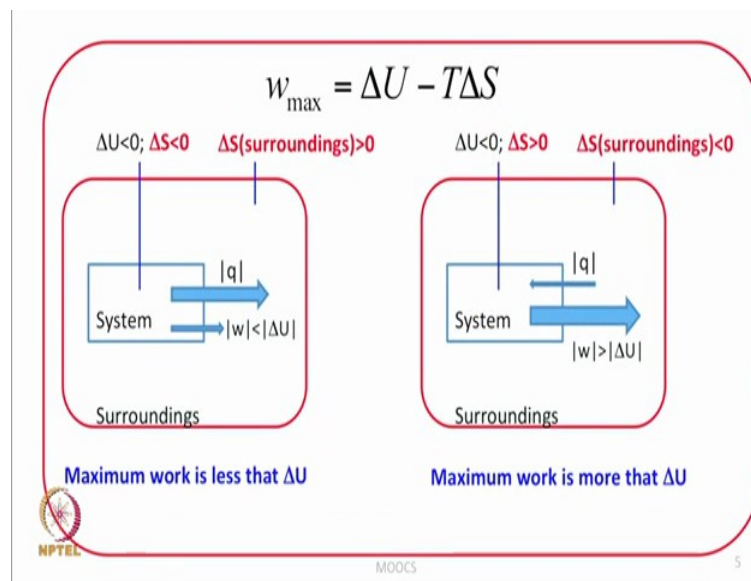 w_max = ΔU − TΔS
ΔU<0; ΔS<0 ΔS(surroundings)>0
|q|
System
|w|<|ΔU|
Surroundings
Maximum work is less that ΔU
ΔU<0; ΔS>0 ΔS(surroundings)<0
|q|
System
|w|>|ΔU|
Surroundings
Maximum work is more that ΔU
NPTEL
MOOCS
5